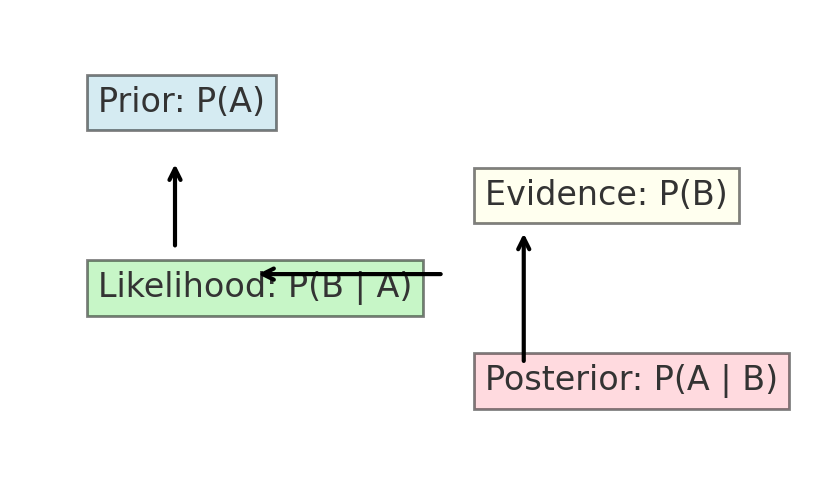 Prior: P(A)
Evidence: P(B)
Likelihood: P(B | A)
Posterior: P(A | B)